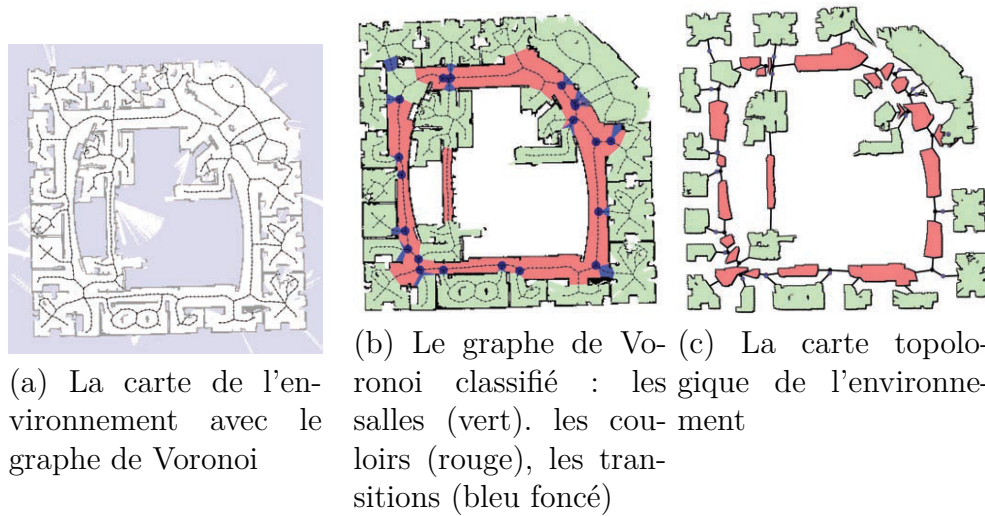 (a) La carte de l'en-
vironnement avec le
graphe de Voronoi
(b) Le graphe de Vo-
ronoi classifié : les
salles (vert). les cou-
loirs (rouge), les tran-
sitions (bleu foncé)
(c) La carte topolo-
gique de l'environne-
ment